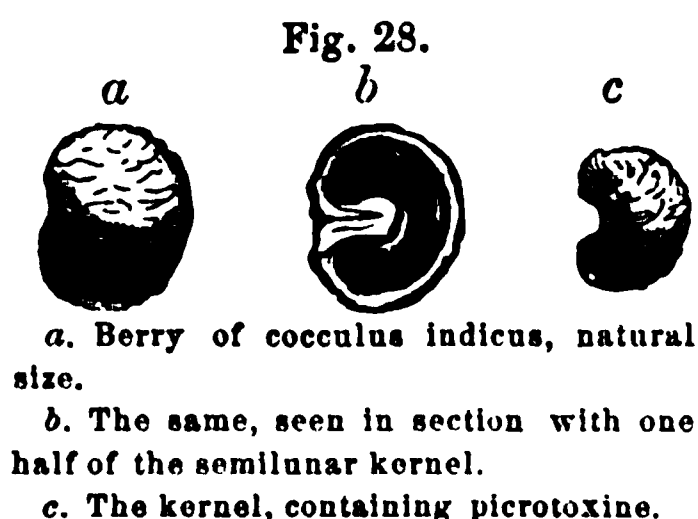 Fig. 28.
a b c
a. Berry of cocculus indicus, natural
size.
b. The same, seen in section with one
half of the semilunar kernel.
c. The kernel, containing picrotoxine.